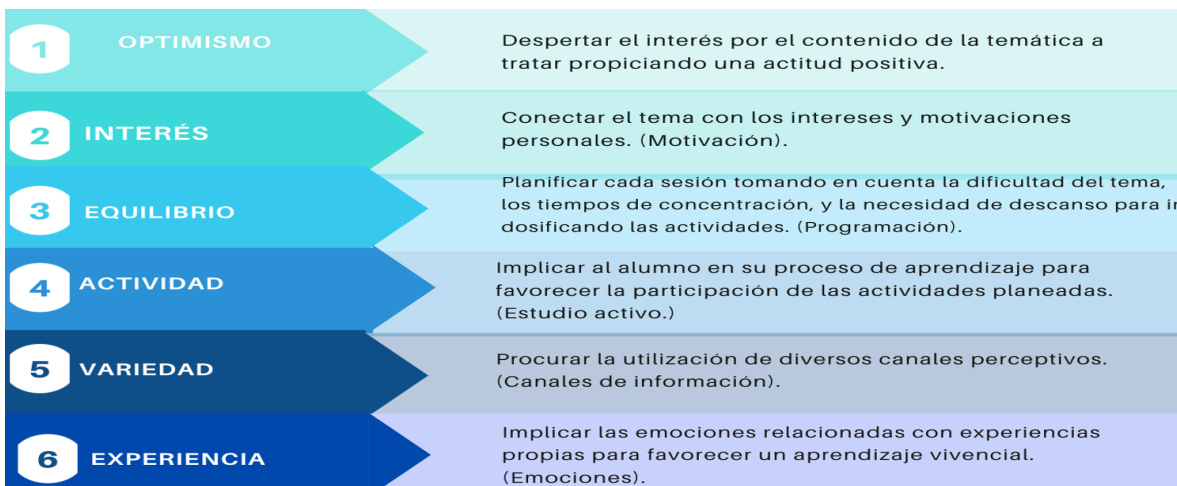 1
OPTIMISMO
Despertar el interés por el contenido de la temática a
tratar propiciando una actitud positiva.
2
INTERÉS
Conectar el tema con los intereses y motivaciones
personales. (Motivación).
3
EQUILIBRIO
Planificar cada sesión tomando en cuenta la dificultad del tema,
los tiempos de concentración, y la necesidad de descanso para ir
dosificando las actividades. (Programación).
4
ACTIVIDAD
Implicar al alumno en su proceso de aprendizaje para
favorecer la participación de las actividades planeadas.
(Estudio activo.)
5
VARIEDAD
Procurar la utilización de diversos canales perceptivos.
(Canales de información).
6
EXPERIENCIA
Implicar las emociones relacionadas con experiencias
propias para favorecer un aprendizaje vivencial.
(Emociones).